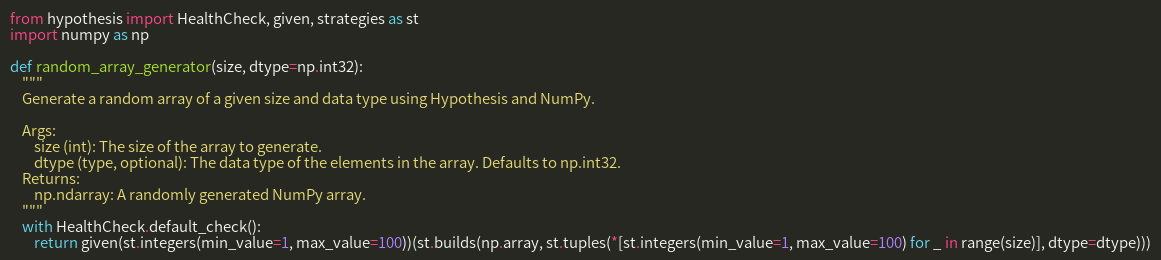 from hypothesis import HealthCheck, given, strategies as st
import numpy as np

def random_array_generator(size, dtype=np.int32):
    """
    Generate a random array of a given size and data type using Hypothesis and NumPy.

    Args:
        size (int): The size of the array to generate.
        dtype (type, optional): The data type of the elements in the array. Defaults to np.int32.
    Returns:
        np.ndarray: A randomly generated NumPy array.
    """
    with HealthCheck.default_check():
        return given(st.integers(min_value=1, max_value=100))(st.builds(np.array, st.tuples(*[st.integers(min_value=1, max_value=100) for _ in range(size)], dtype=dtype)))